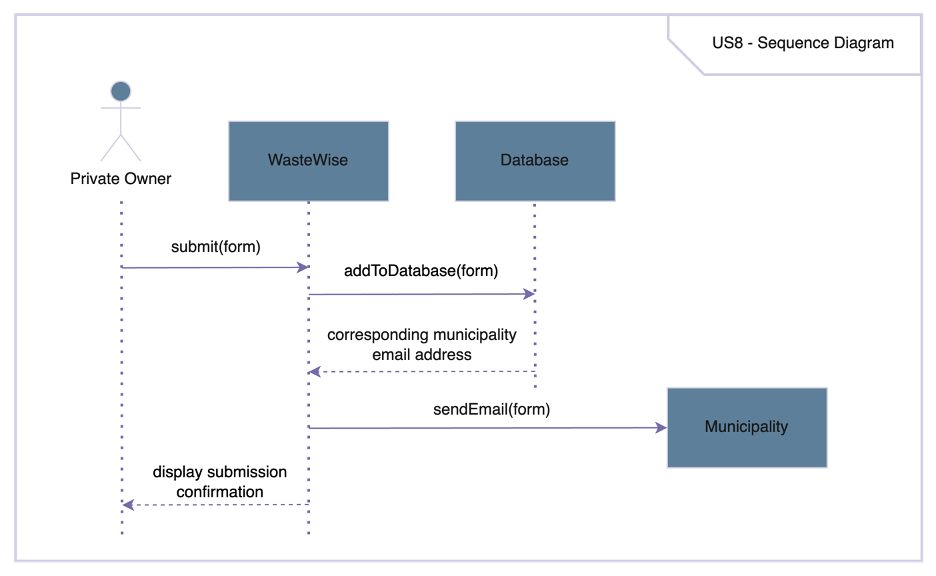 US8 - Sequence Diagram
Private Owner
WasteWise
Database
submit(form)
addToDatabase(form)
corresponding municipality
email address
sendEmail(form)
Municipality
display submission
confirmation